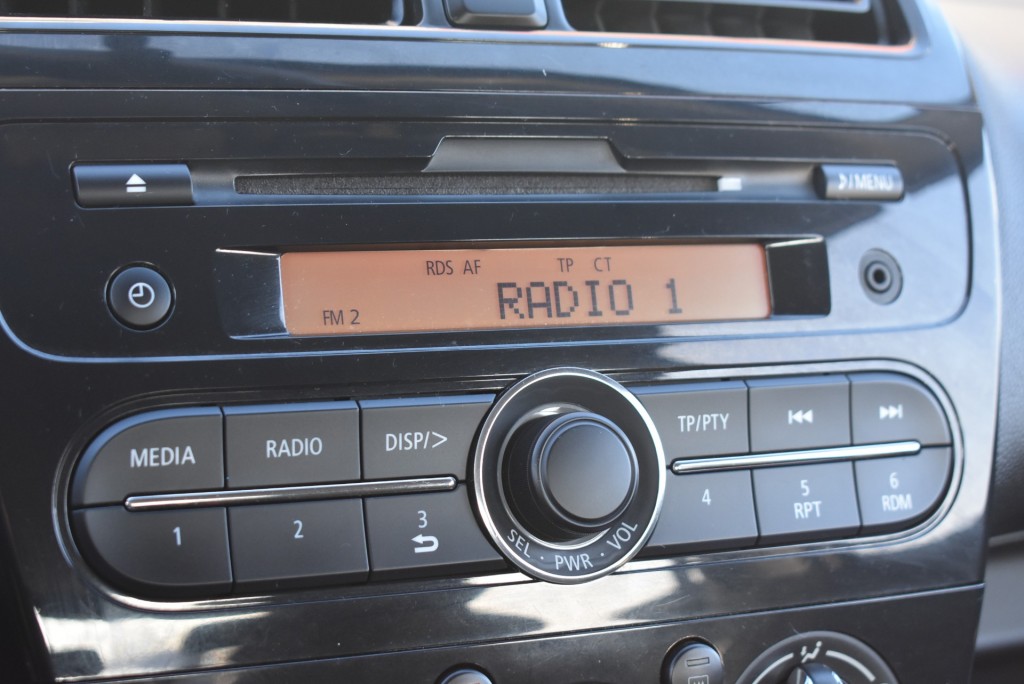 ♪/MENU
RDS AF TP CT
FM 2 RADIO 1
MEDIA RADIO DISP/> TP/PTY
1 2 3 4 5 6
RPT RDM
SEL · PWR · VOL